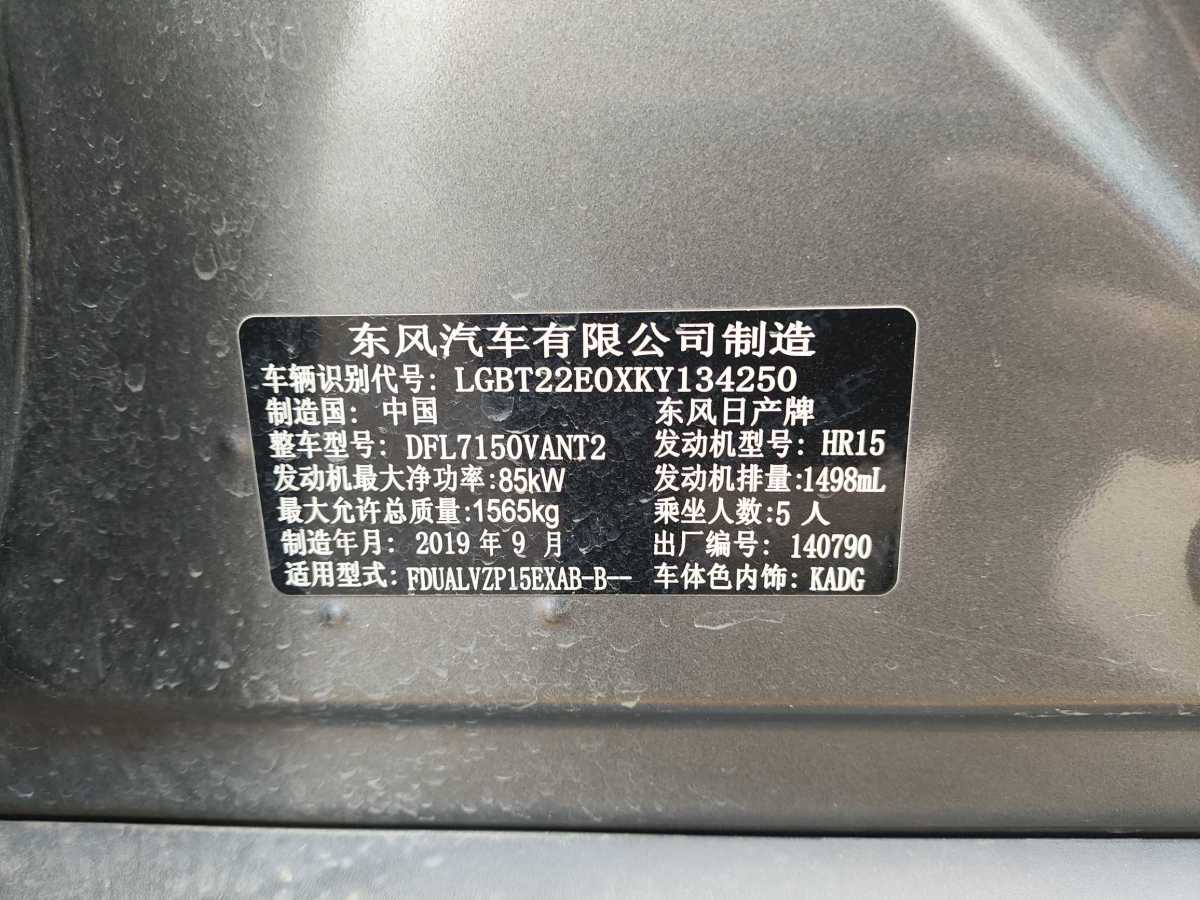 东风汽车有限公司制造
车辆识别代号: LGBT22E0XKY134250
制造国: 中国 东风日产牌
整车型号: DFL7150VANT2 发动机型号: HR15
发动机最大净功率:85kW 发动机排量:1498mL
最大允许总质量:1565kg 乘坐人数:5 人
制造年月: 2019 年 9 月 出厂编号: 140790
适用型式: FDUALVZP15EXAB-B-- 车体色内饰: KADG